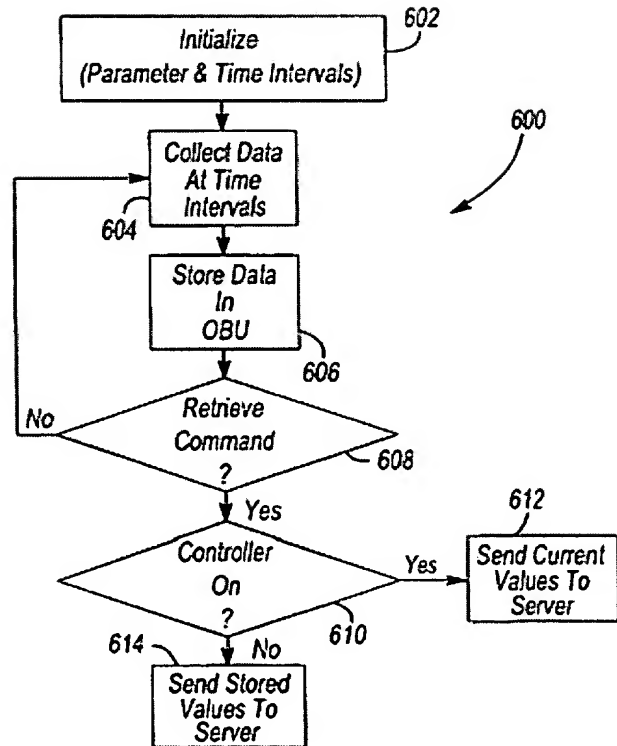 602
Initialize
(Parameter & Time Intervals)
600
Collect Data
At Time
Intervals
604
Store Data
In
OBU
606
No
Retrieve
Command
?
608
Yes
612
Controller
On
?
610
Yes
Send Current
Values To
Server
614
No
Send Stored
Values To
Server